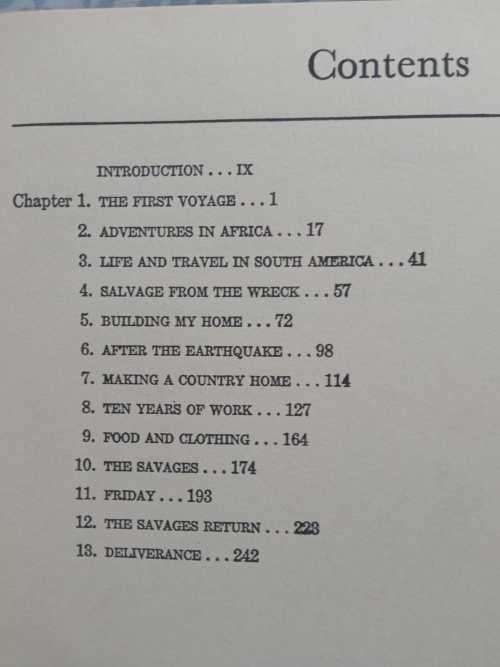 Contents
INTRODUCTION . . . IX
Chapter 1. THE FIRST VOYAGE . . . 1
2. ADVENTURES IN AFRICA . . . 17
3. LIFE AND TRAVEL IN SOUTH AMERICA . . . 41
4. SALVAGE FROM THE WRECK . . . 57
5. BUILDING MY HOME . . . 72
6. AFTER THE EARTHQUAKE . . . 98
7. MAKING A COUNTRY HOME . . . 114
8. TEN YEARS OF WORK . . . 127
9. FOOD AND CLOTHING . . . 164
10. THE SAVAGES . . . 174
11. FRIDAY . . . 193
12. THE SAVAGES RETURN . . . 223
13. DELIVERANCE . . . 242